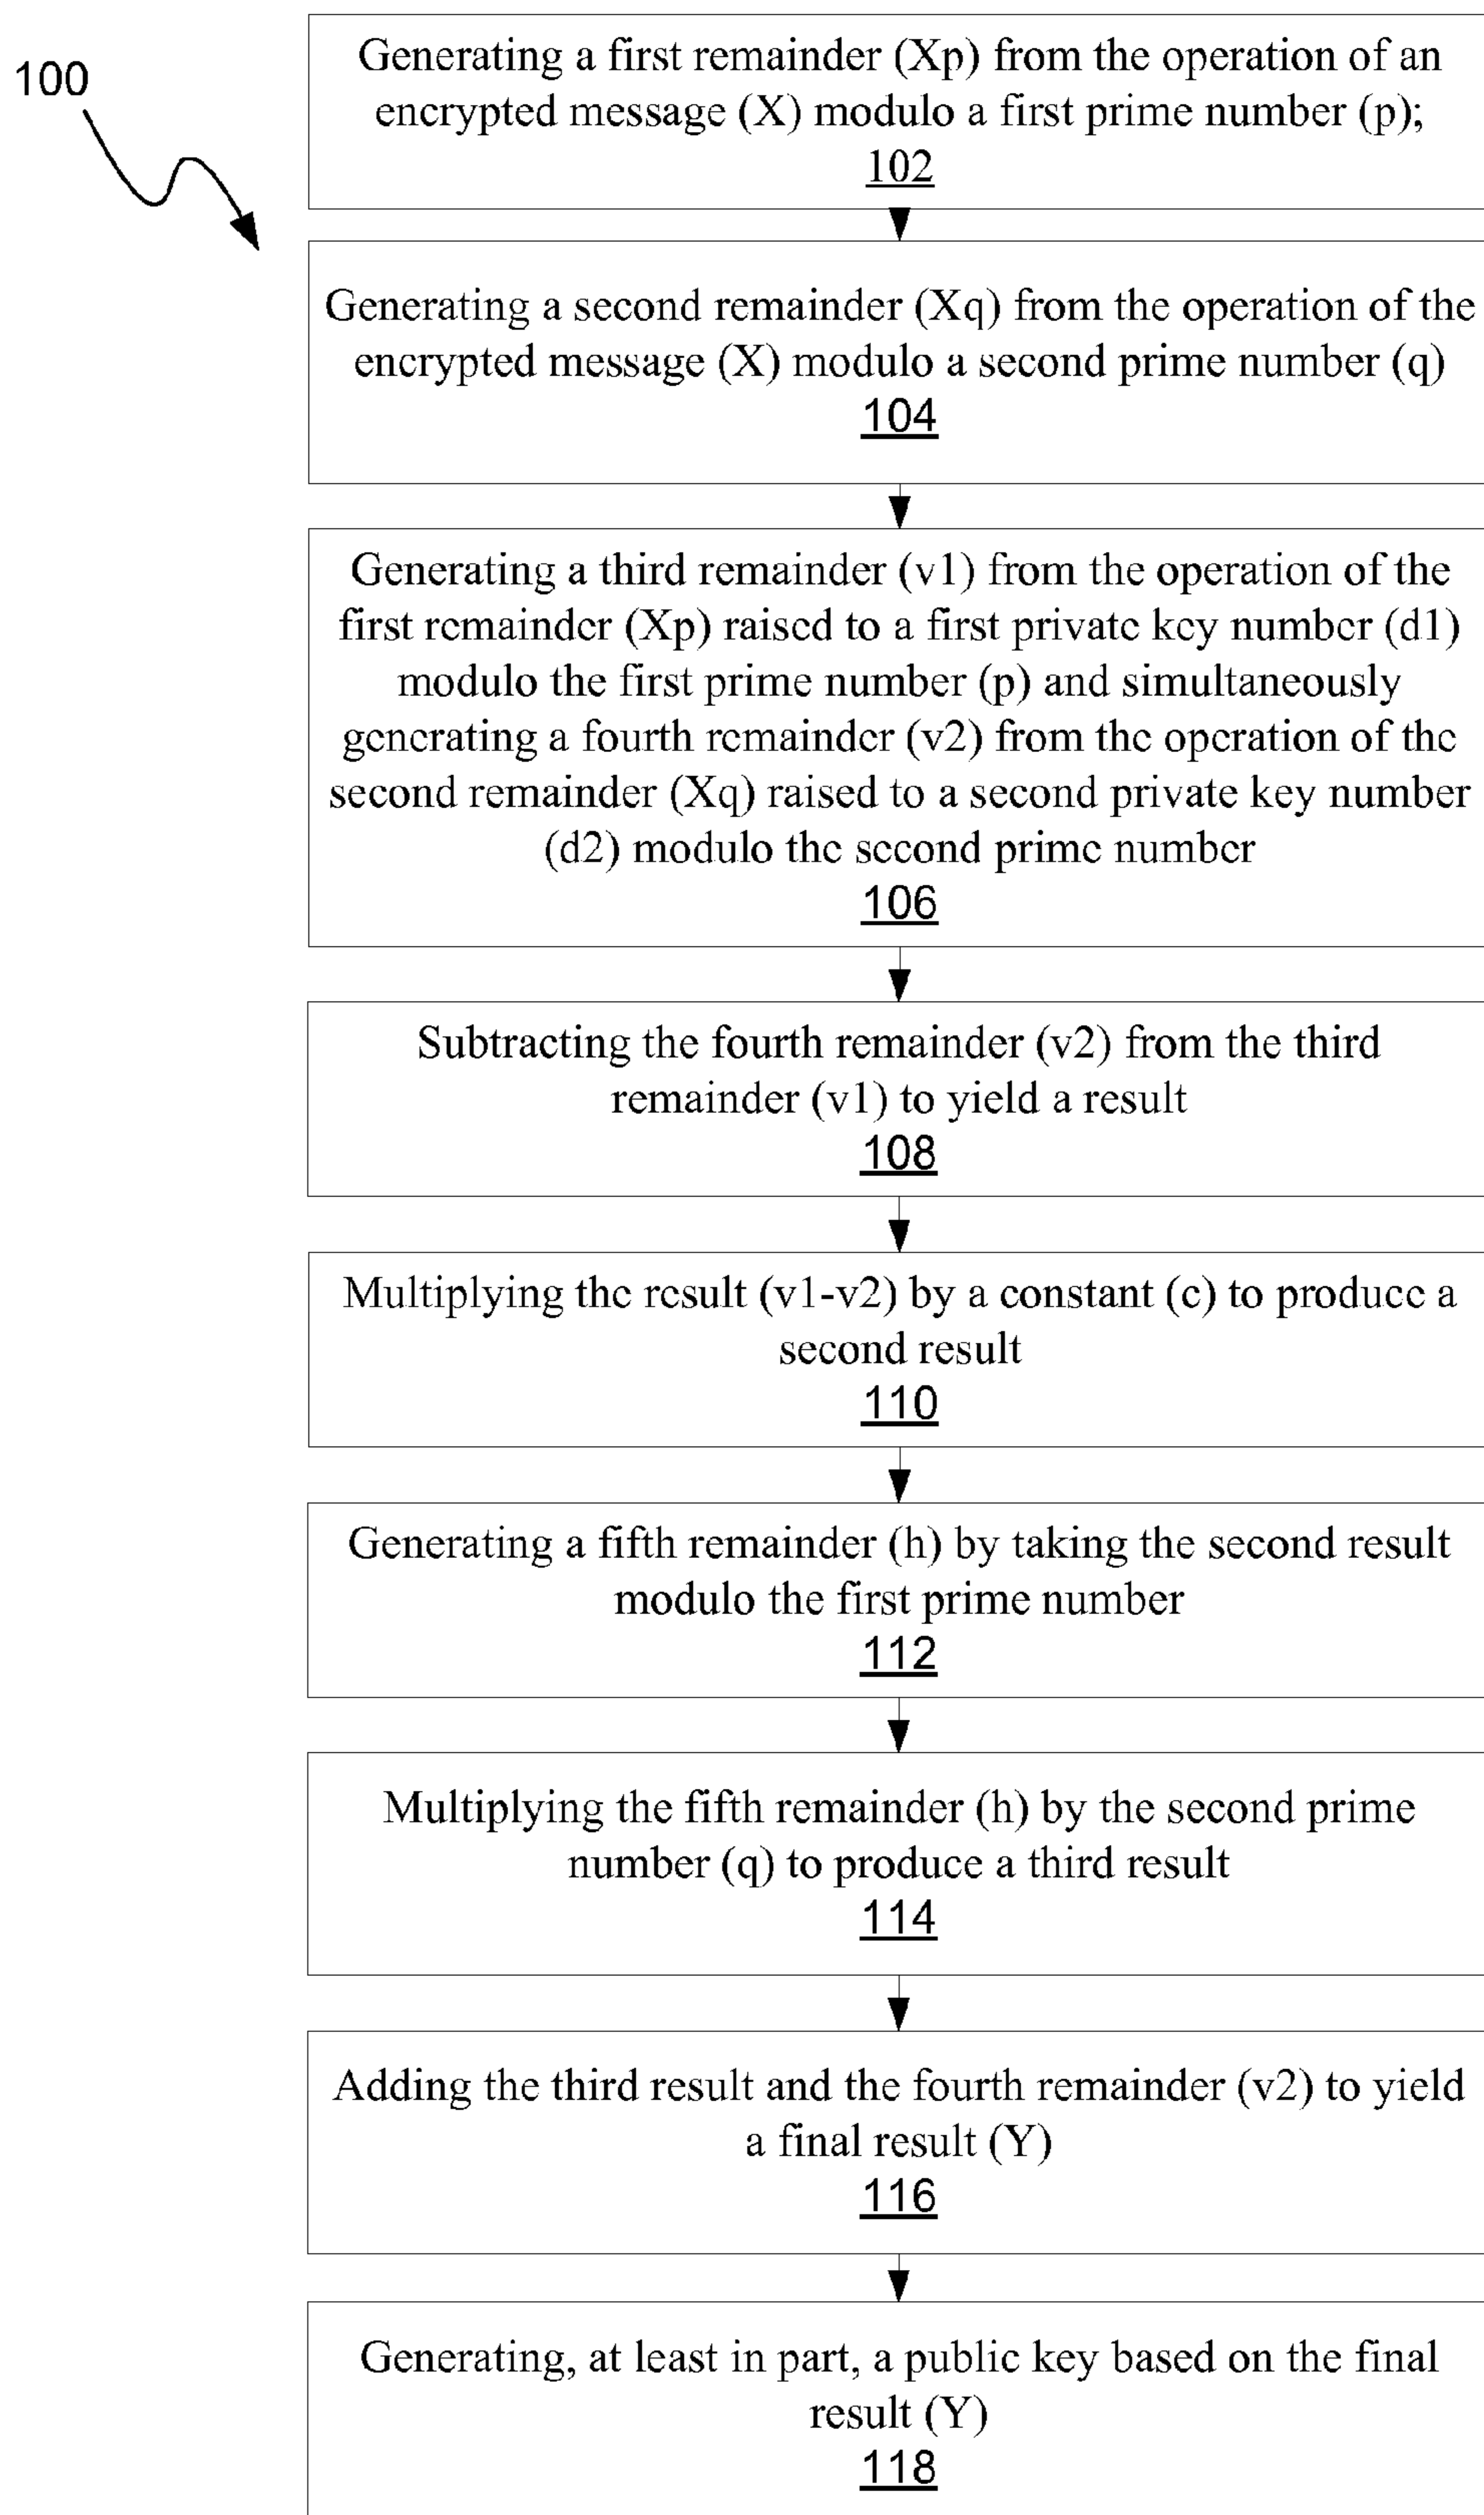 100
Generating a first remainder (Xp) from the operation of an
encrypted message (X) modulo a first prime number (p);
102
Generating a second remainder (Xq) from the operation of the
encrypted message (X) modulo a second prime number (q)
104
Generating a third remainder (v1) from the operation of the
first remainder (Xp) raised to a first private key number (d1)
modulo the first prime number (p) and simultaneously
generating a fourth remainder (v2) from the operation of the
second remainder (Xq) raised to a second private key number
(d2) modulo the second prime number
106
Subtracting the fourth remainder (v2) from the third
remainder (v1) to yield a result
108
Multiplying the result (v1-v2) by a constant (c) to produce a
second result
110
Generating a fifth remainder (h) by taking the second result
modulo the first prime number
112
Multiplying the fifth remainder (h) by the second prime
number (q) to produce a third result
114
Adding the third result and the fourth remainder (v2) to yield
a final result (Y)
116
Generating, at least in part, a public key based on the final
result (Y)
118